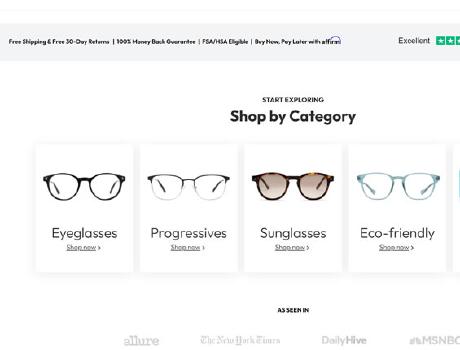 Free Shipping & Free 30-Day Returns | 100% Money Back Guarantee | FSA/HSA Eligible | Buy Now, Pay Later with affirm
Excellent
START EXPLORING
Shop by Category
Eyeglasses
Shop now >
Progressives
Shop now >
Sunglasses
Shop now >
Eco-friendly
Shop now >
AS SEEN IN
allure
The New York Times
DailyHive
MSNBC